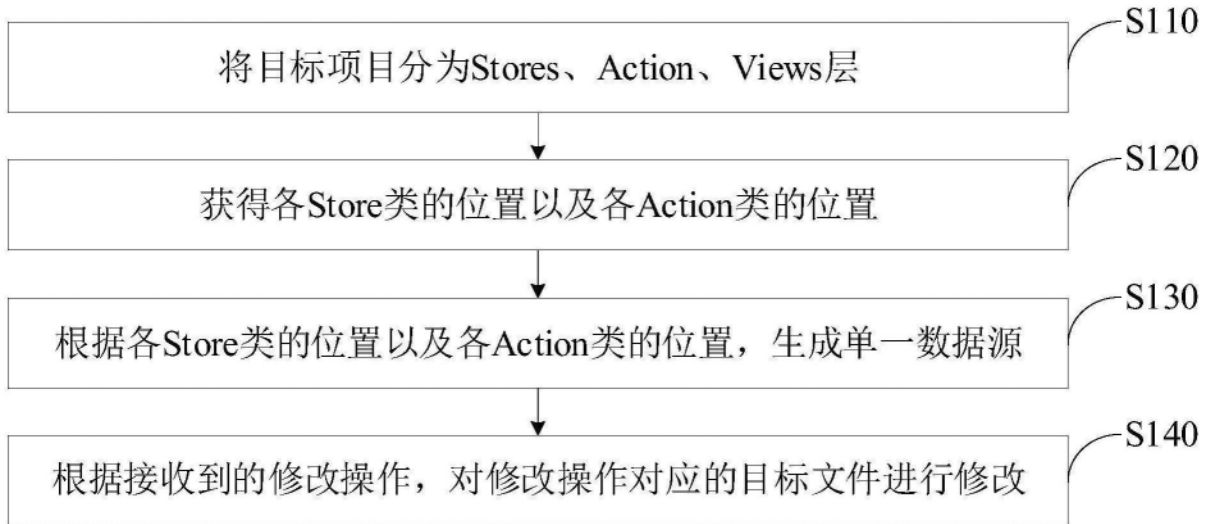 S110
将目标项目分为Stores、Action、Views层
S120
获得各Store类的位置以及各Action类的位置
S130
根据各Store类的位置以及各Action类的位置，生成单一数据源
S140
根据接收到的修改操作，对修改操作对应的目标文件进行修改